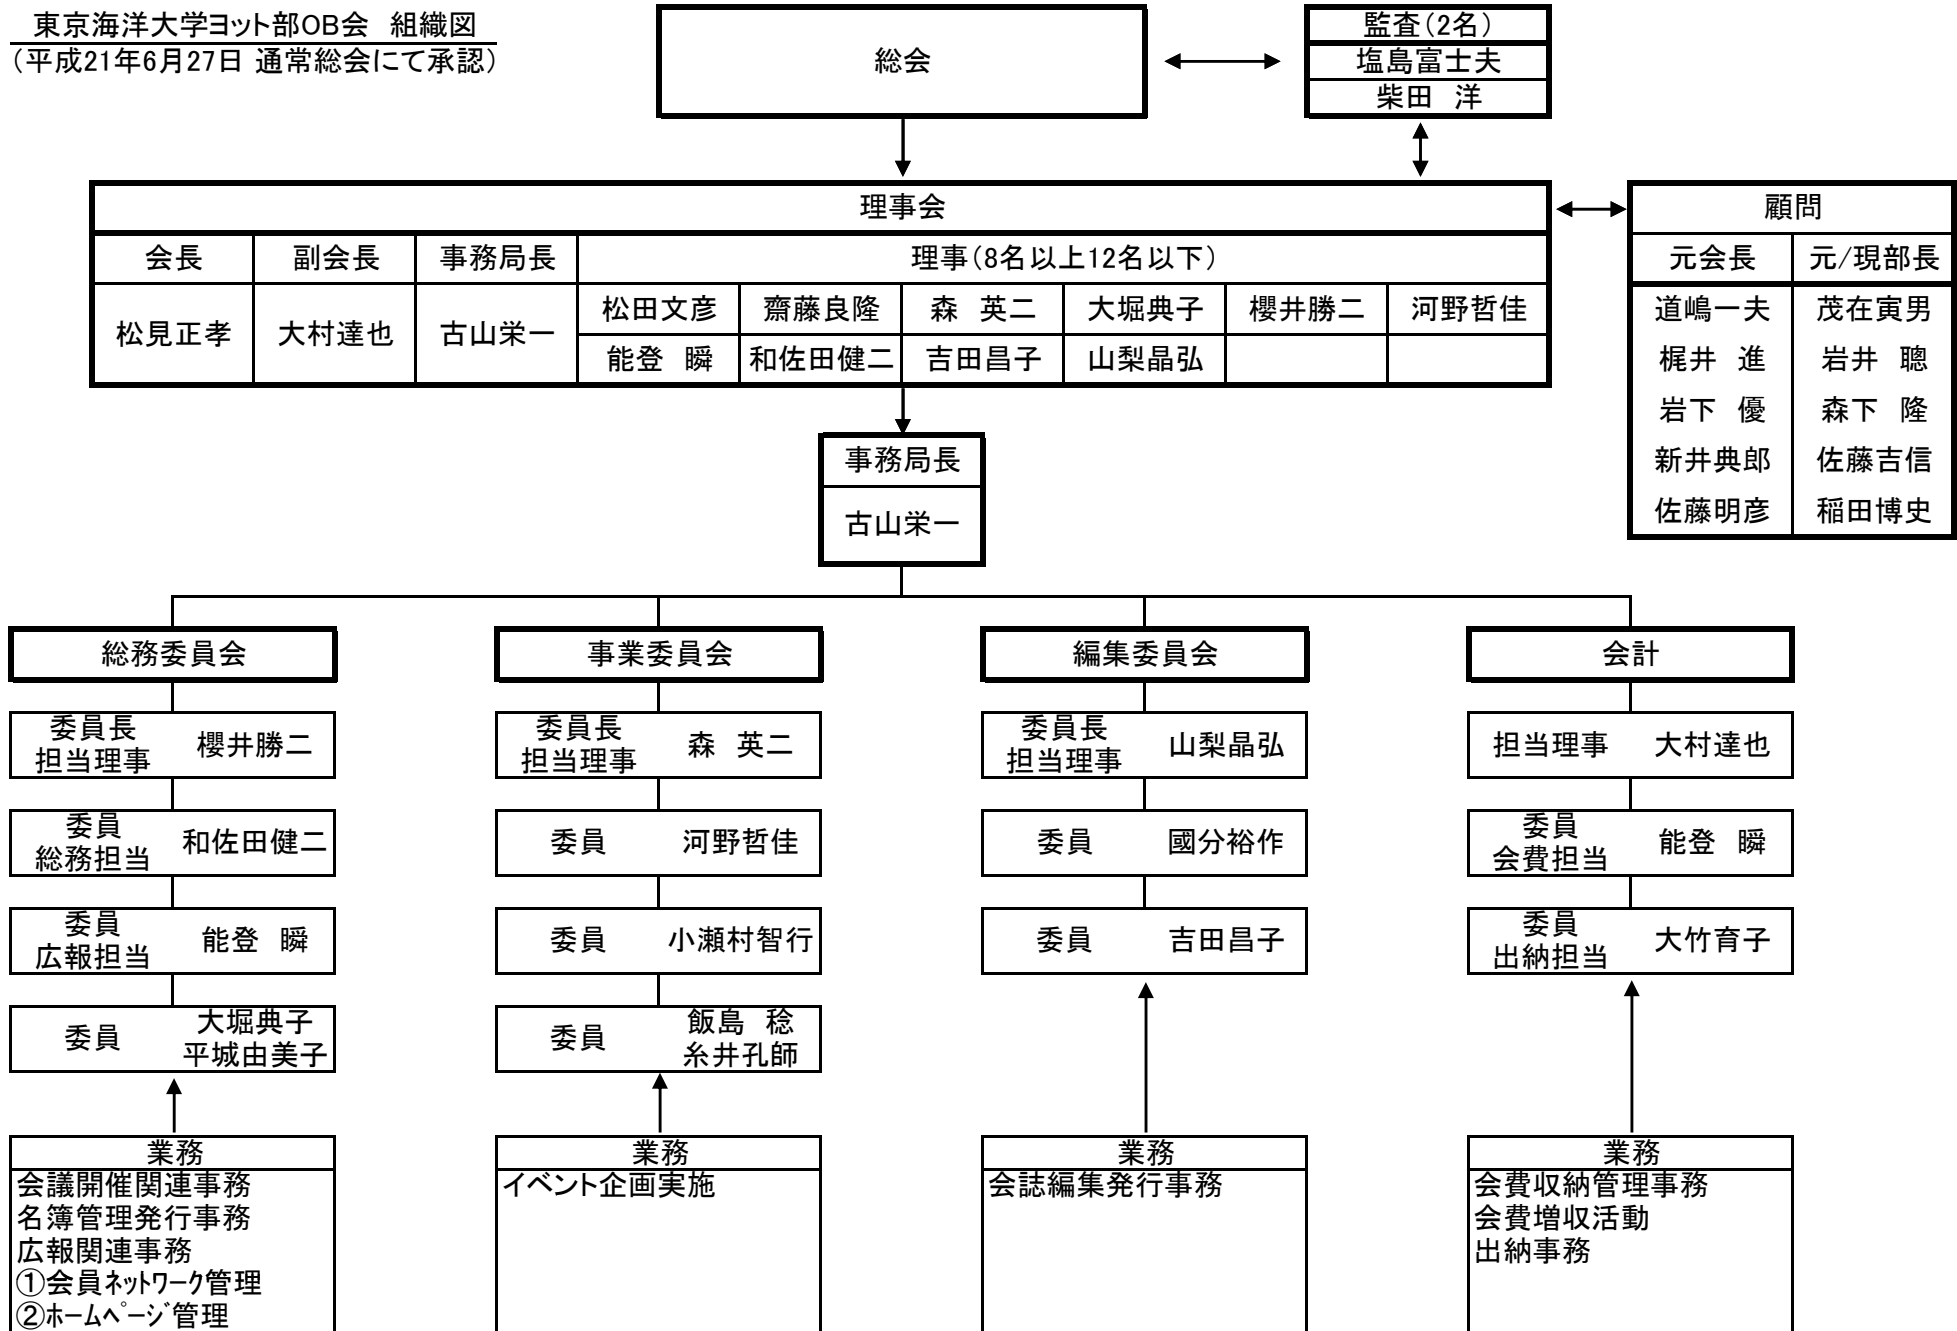 東京海洋大学ヨット部OB会 組織図
（平成21年6月27日 通常総会にて承認）
総会
監査（2名）
塩島富士夫
柴田 洋
理事会
会長 副会長 事務局長 理事（8名以上12名以下）
松見正孝 大村達也 古山栄一
松田文彦 齋藤良隆 森 英二 大堀典子 櫻井勝二 河野哲佳
能登 瞬 和佐田健二 吉田昌子 山梨晶弘
顧問
元会長 元/現部長
道嶋一夫 茂在寅男
梶井 進 岩井 聰
岩下 優 森下 隆
新井典郎 佐藤吉信
佐藤明彦 稲田博史
事務局長
古山栄一
総務委員会
委員長
担当理事
櫻井勝二
委員
総務担当
和佐田健二
委員
広報担当
能登 瞬
委員
大堀典子
平城由美子
業務
会議開催関連事務
名簿管理発行事務
広報関連事務
①会員ネットワーク管理
②ホームページ管理
事業委員会
委員長
担当理事
森 英二
委員 河野哲佳
委員 小瀬村智行
委員
飯島 稔
糸井孔師
業務
イベント企画実施
編集委員会
委員長
担当理事
山梨晶弘
委員 國分裕作
委員 吉田昌子
業務
会誌編集発行事務
会計
担当理事 大村達也
委員
会費担当
能登 瞬
委員
出納担当
大竹育子
業務
会費収納管理事務
会費増収活動
出納事務